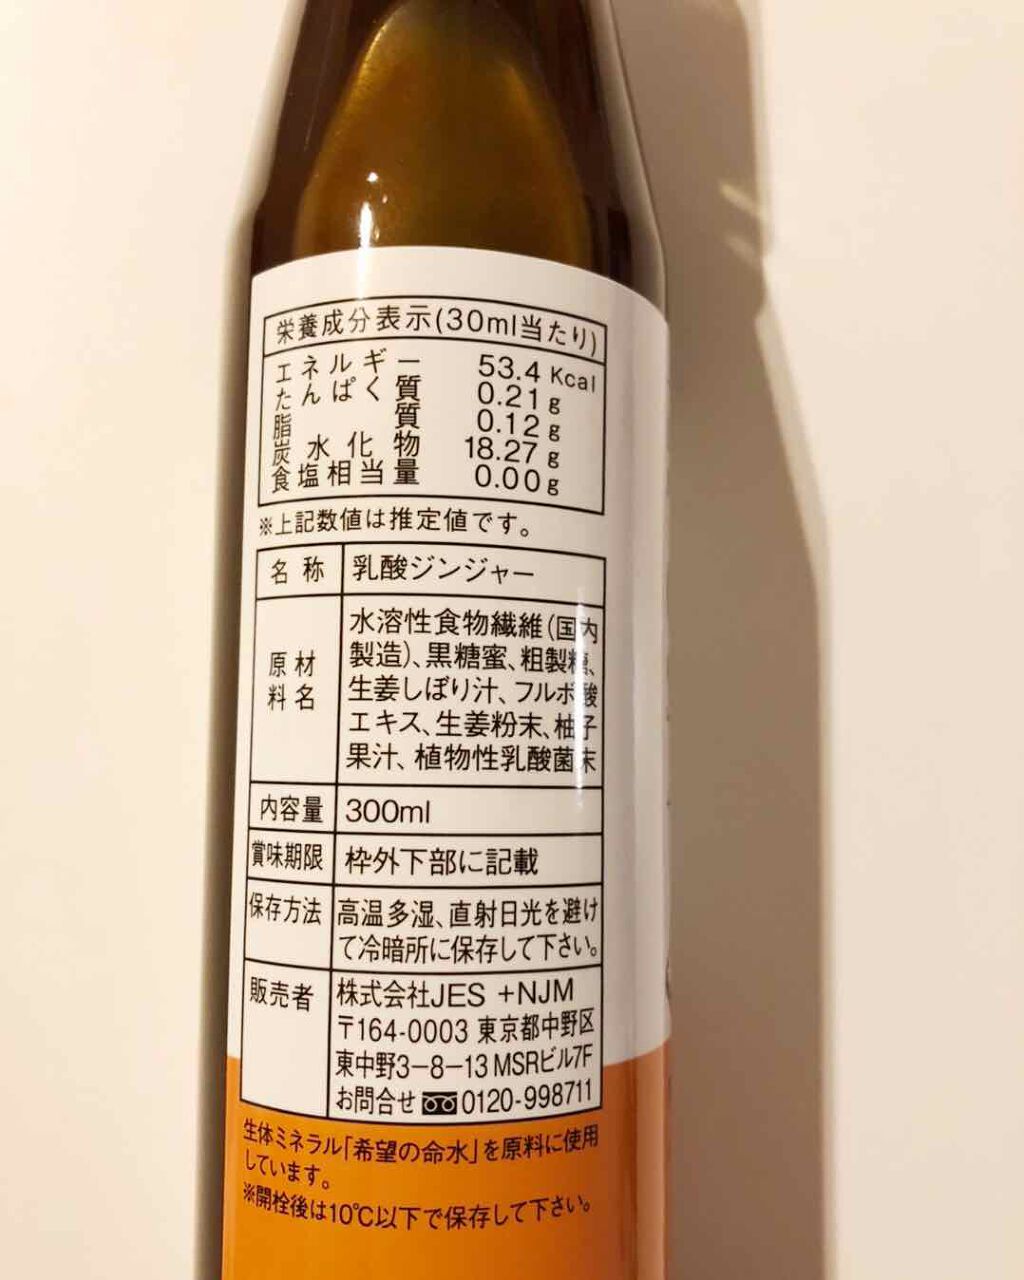 栄養成分表示(30ml当たり)
エネルギー 53.4 Kcal
たんぱく質 0.21 g
脂質 0.12 g
炭水化物 18.27 g
食塩相当量 0.00 g
※上記数値は推定値です。
名称 乳酸ジンジャー
原材料名 水溶性食物繊維(国内
製造)、黒糖蜜、粗製糖、
生姜しぼり汁、フルボ酸
エキス、生姜粉末、柚子
果汁、植物性乳酸菌末
内容量 300ml
賞味期限 枠外下部に記載
保存方法 高温多湿、直射日光を避け
て冷暗所に保存して下さい。
販売者 株式会社JES +NJM
〒164-0003 東京都中野区
東中野3-8-13 MSRビル7F
お問合せ 0120-998711
生体ミネラル「希望の命水」を原料に使用
しています。
※開栓後は10℃以下で保存して下さい。